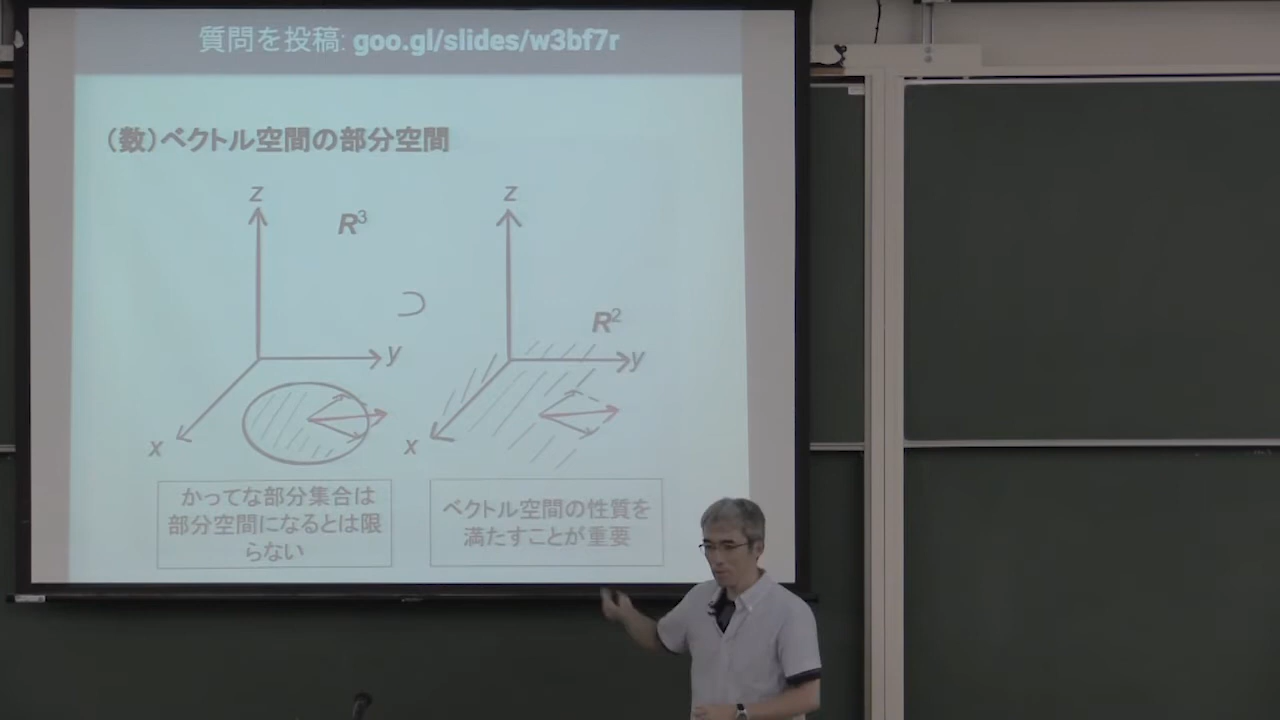 質問を投稿: goo.gl/slides/w3bf7r
（数）ベクトル空間の部分空間
z
R³
y
x
⊃
z
R²
y
x
かってな部分集合は
部分空間になるとは限
らない
ベクトル空間の性質を
満たすことが重要